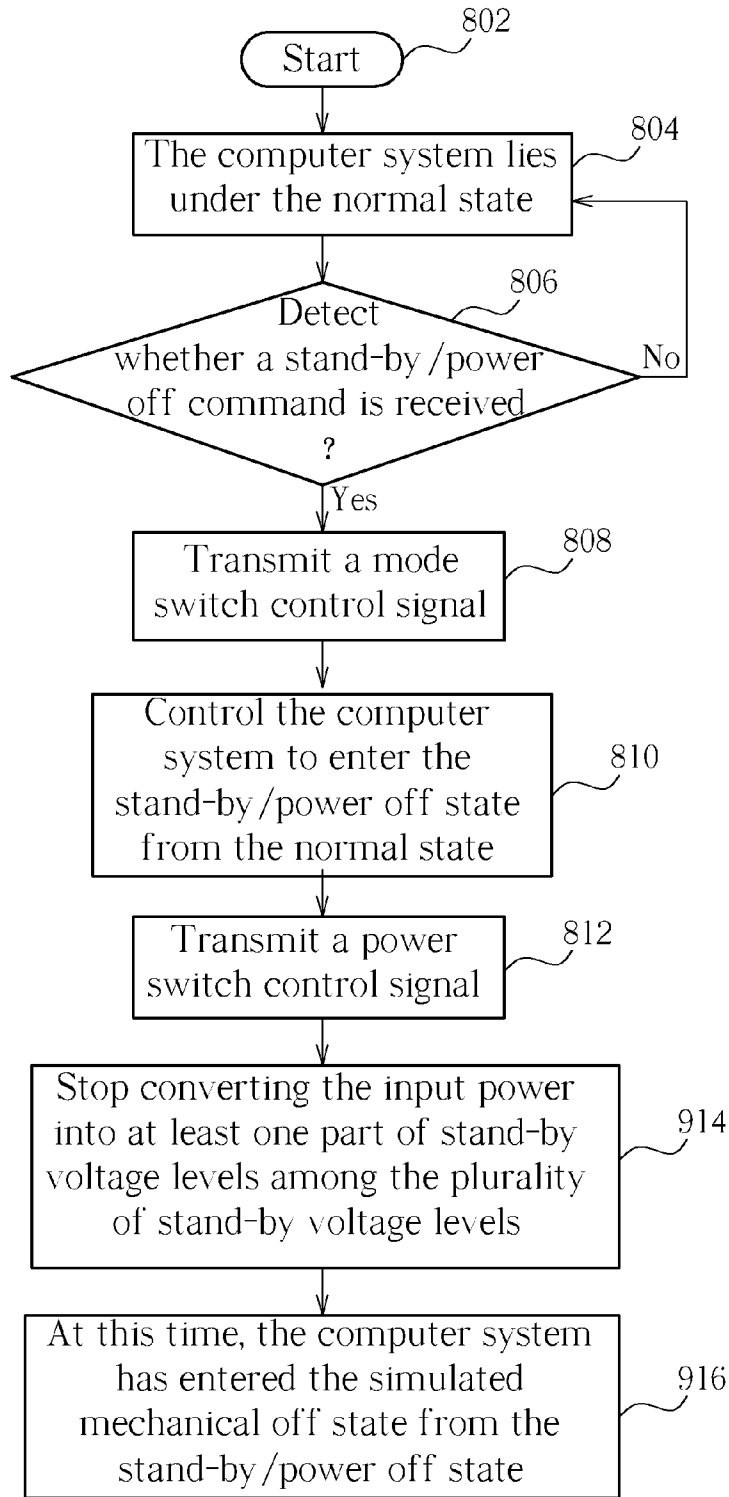 802
Start
804
The computer system lies
under the normal state
806
Detect
whether a stand-by/power
off command is received
?
No
Yes
808
Transmit a mode
switch control signal
Control the computer
system to enter the
stand-by/power off state
from the normal state
810
Transmit a power
switch control signal
812
Stop converting the input power
into at least one part of stand-by
voltage levels among the plurality
of stand-by voltage levels
914
At this time, the computer system
has entered the simulated
mechanical off state from the
stand-by/power off state
916